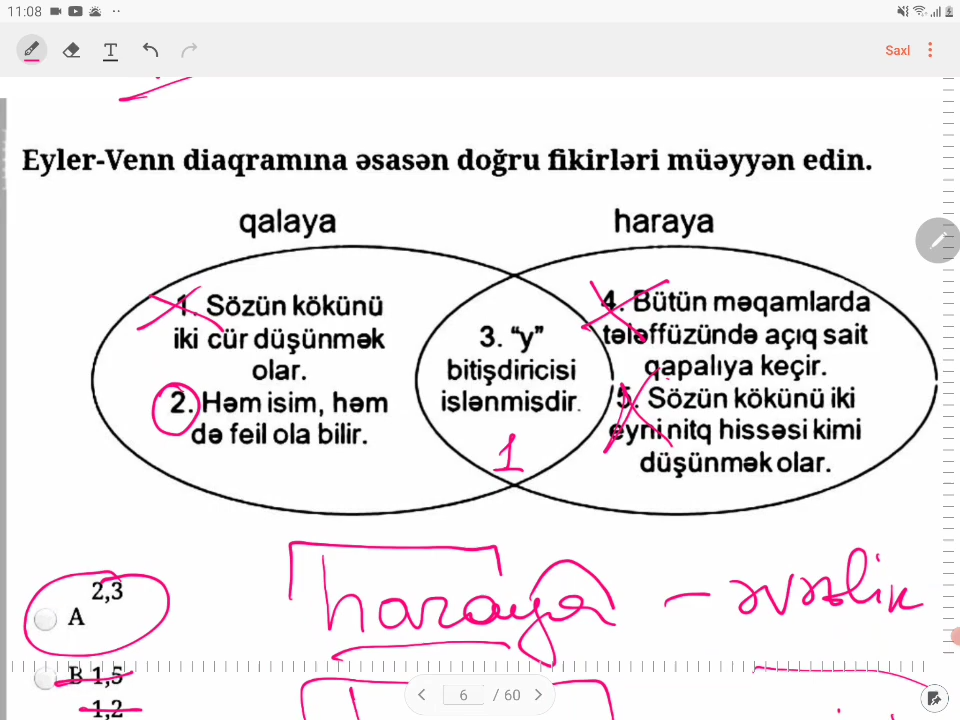 11:08
T
Saxl
Eyler-Venn diaqramına əsasən doğru fikirləri müəyyən edin.
qalaya
haraya
1. Sözün kökünü
iki cür düşünmək
olar.
2. Həm isim, həm
də feil ola bilir.
3. “y”
bitişdiricisi
islənmişdir.
1
4. Bütün məqamlarda
tələffüzündə açıq sait
qapalıya keçir.
5. Sözün kökünü iki
eyni nitq hissəsi kimi
düşünmək olar.
haraya – əvəzlik
2,3
A
B 1,5
1,2
6 / 60